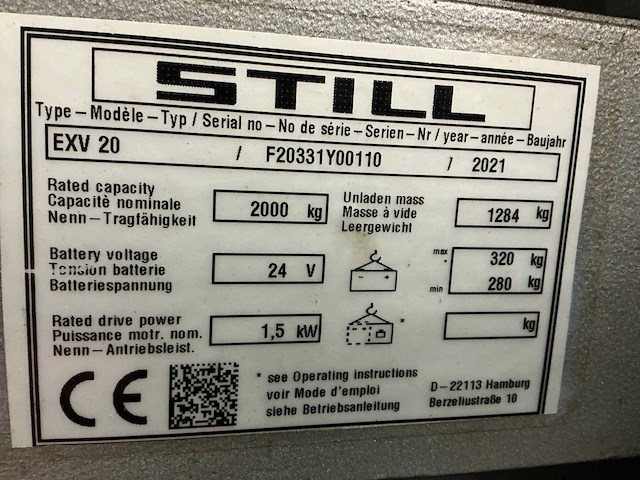 STILL
Type – Modèle – Typ / Serial no – No de série – Serien – Nr / year – année – Baujahr
EXV 20 / F20331Y00110 / 2021
Rated capacity
Capacité nominale
Nenn – Tragfähigkeit
2000 kg
Unladen mass
Masse à vide
Leergewicht
1284 kg
Battery voltage
Tension batterie
Batteriespannung
24 V
- +
max * 320 kg
min 280 kg
Rated drive power
Puissance motr. nom.
Nenn – Antriebsleist.
1,5 kW
*
kg
CE
* see Operating instructions
voir Mode d'emploi
siehe Betriebsanleitung
D – 22113 Hamburg
Berzeliustraße 10